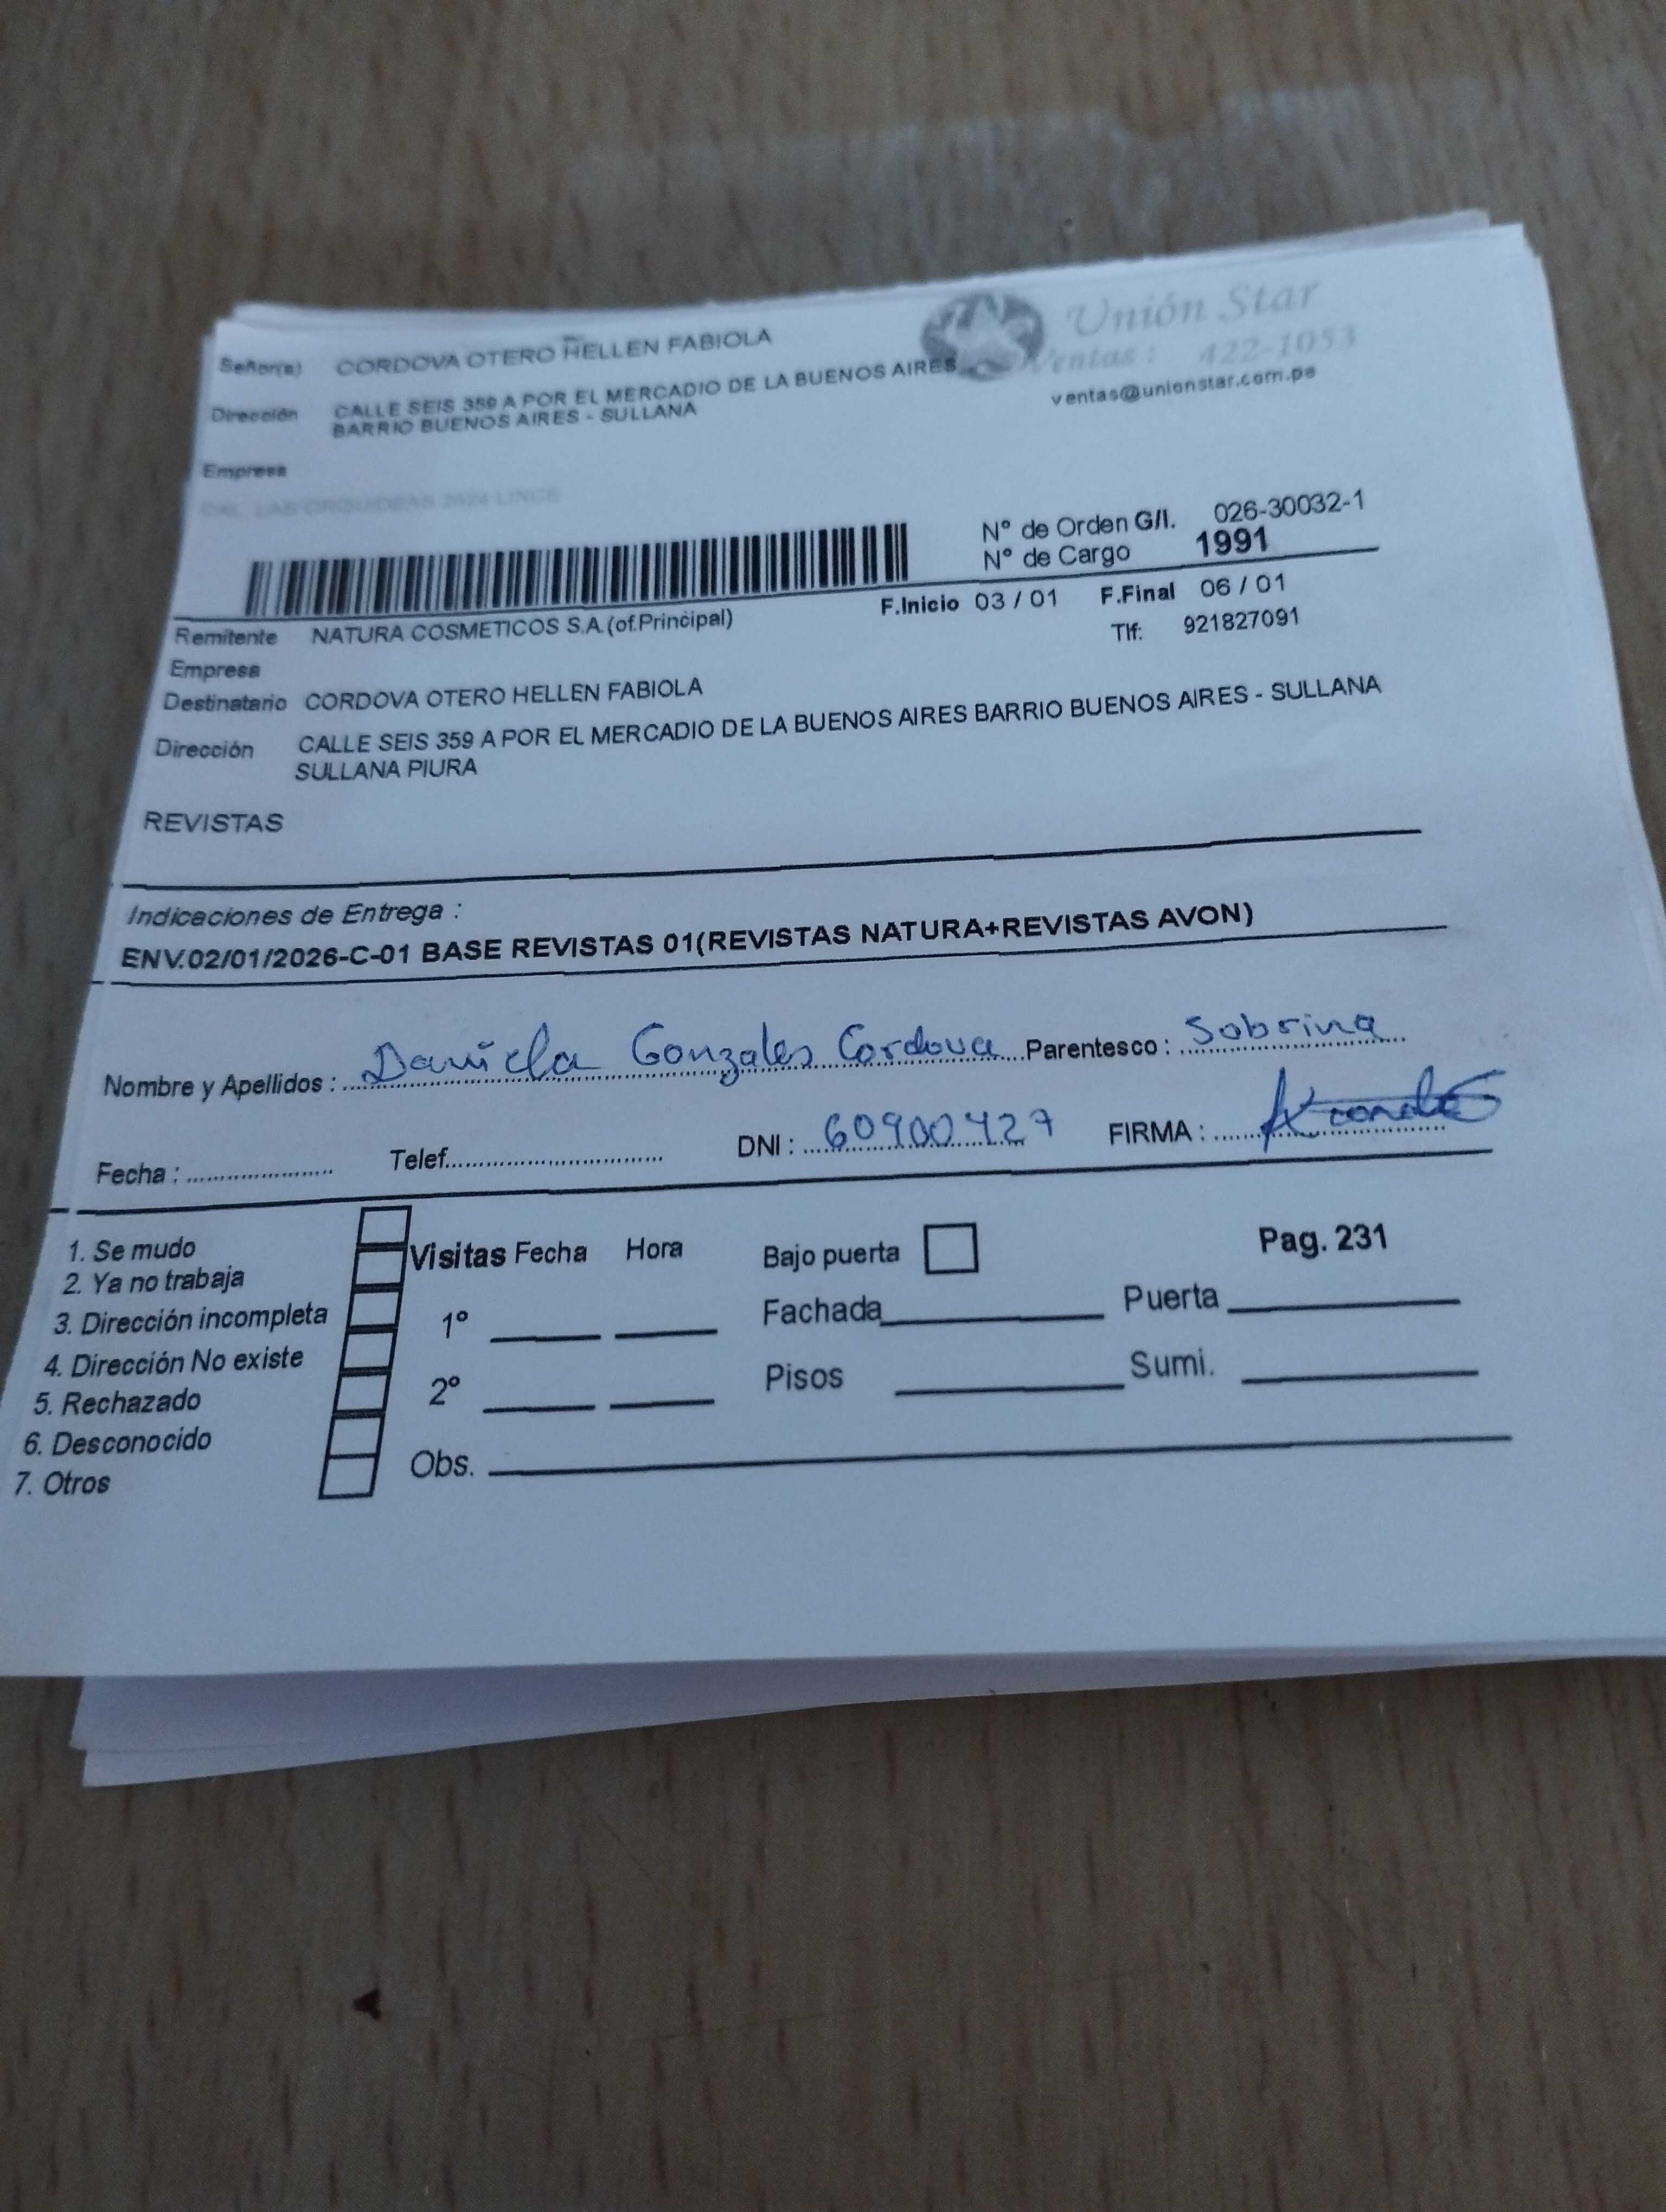 Señor(a) CORDOVA OTERO HELLEN FABIOLA
Unión Star
Ventas : 422-1053
ventas@unionstar.com.pe
Dirección CALLE SEIS 359 A POR EL MERCADIO DE LA BUENOS AIRES
BARRIO BUENOS AIRES - SULLANA
Empresa
CAL. LAS ORQUIDEAS 2624 LINCE
N° de Orden G/I. 026-30032-1
N° de Cargo 1991
F.Inicio 03 / 01 F.Final 06 / 01
Remitente NATURA COSMETICOS S.A.(of.Principal)
Tlf: 921827091
Empresa
Destinatario CORDOVA OTERO HELLEN FABIOLA
Dirección CALLE SEIS 359 A POR EL MERCADIO DE LA BUENOS AIRES BARRIO BUENOS AIRES - SULLANA
SULLANA PIURA
REVISTAS
Indicaciones de Entrega :
ENV.02/01/2026-C-01 BASE REVISTAS 01(REVISTAS NATURA+REVISTAS AVON)
Nombre y Apellidos : Daniela Gonzales Cordova Parentesco : Sobrina
Fecha : Telef. DNI : 60900427 FIRMA :
1. Se mudo
2. Ya no trabaja
3. Dirección incompleta
4. Dirección No existe
5. Rechazado
6. Desconocido
7. Otros
Visitas Fecha Hora
1°
2°
Obs.
Bajo puerta
Pag. 231
Fachada Puerta
Pisos Sumi.